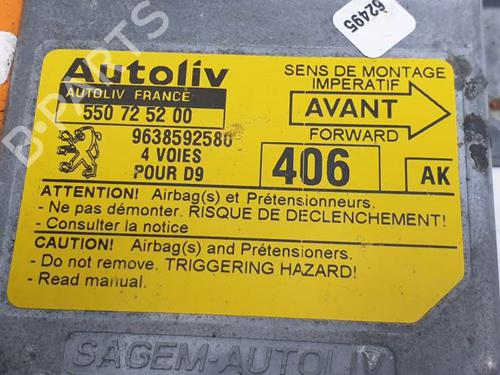 62495
Autoliv
AUTOLIV FRANCE
550 72 52 00
SENS DE MONTAGE
IMPERATIF
AVANT
FORWARD
9638592580
4 VOIES
POUR D9
406
AK
ATTENTION! Airbag(s) et Prétensionneurs.
- Ne pas démonter. RISQUE DE DECLENCHEMENT!
- Consulter la notice
CAUTION! Airbag(s) and Prétensioners.
- Do not remove. TRIGGERING HAZARD!
- Read manual.
SAGEM-AUTOLIV
B-PARTS